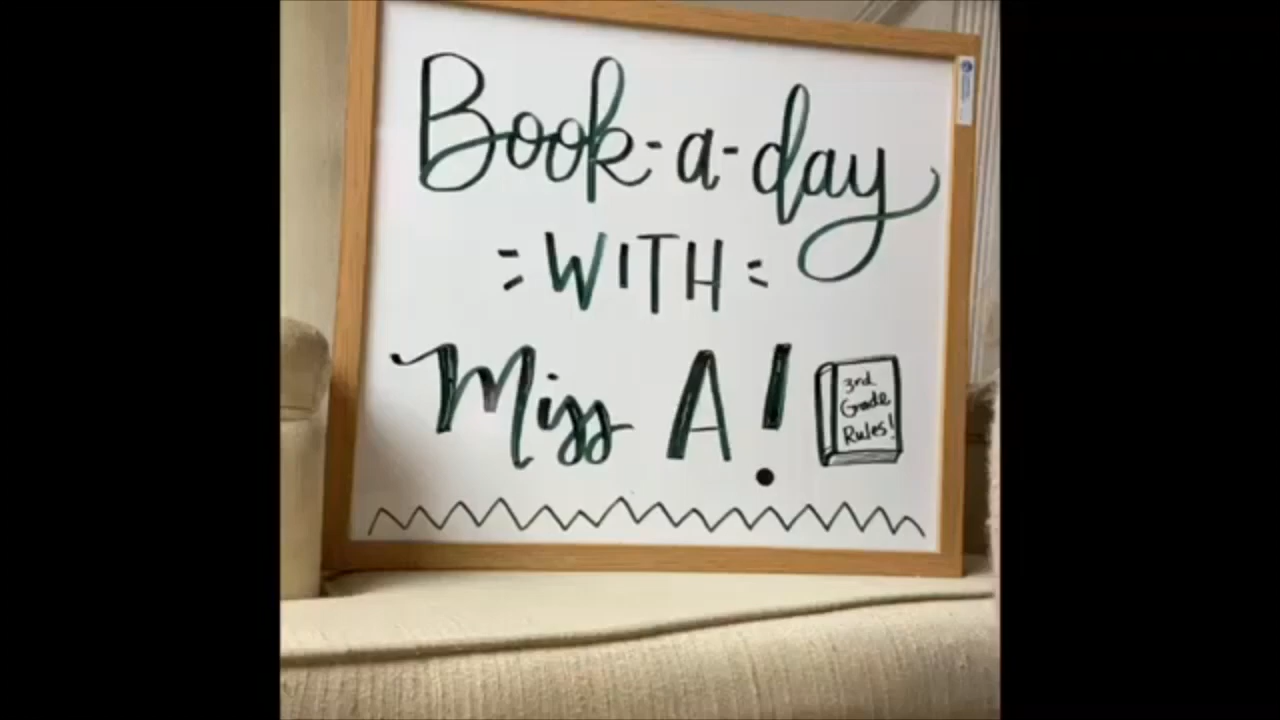 Book-a-day
= WITH =
Miss A!
3rd
Grade
Rules!